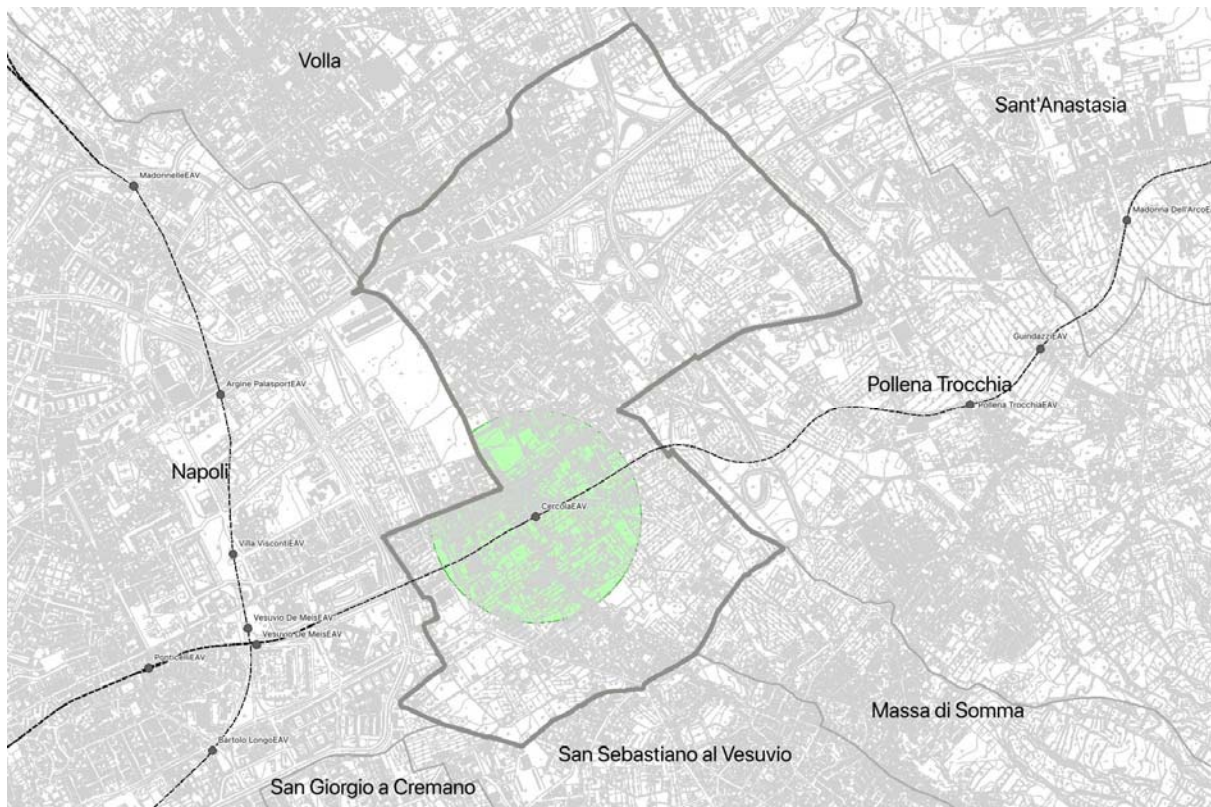 Volla
Sant'Anastasia
MadonnelleEAV
Madonna Dell'ArcoEA
GuindazziEAV
Argine PalasportEAV
Pollena Trocchia
Pollena TrocchiaEAV
Napoli
CercolaEAV
Villa ViscontiEAV
Vesuvio De MeisEAV
Vesuvio De MeisEAV
PonticelliEAV
Massa di Somma
Bartolo LongoEAV
San Sebastiano al Vesuvio
San Giorgio a Cremano